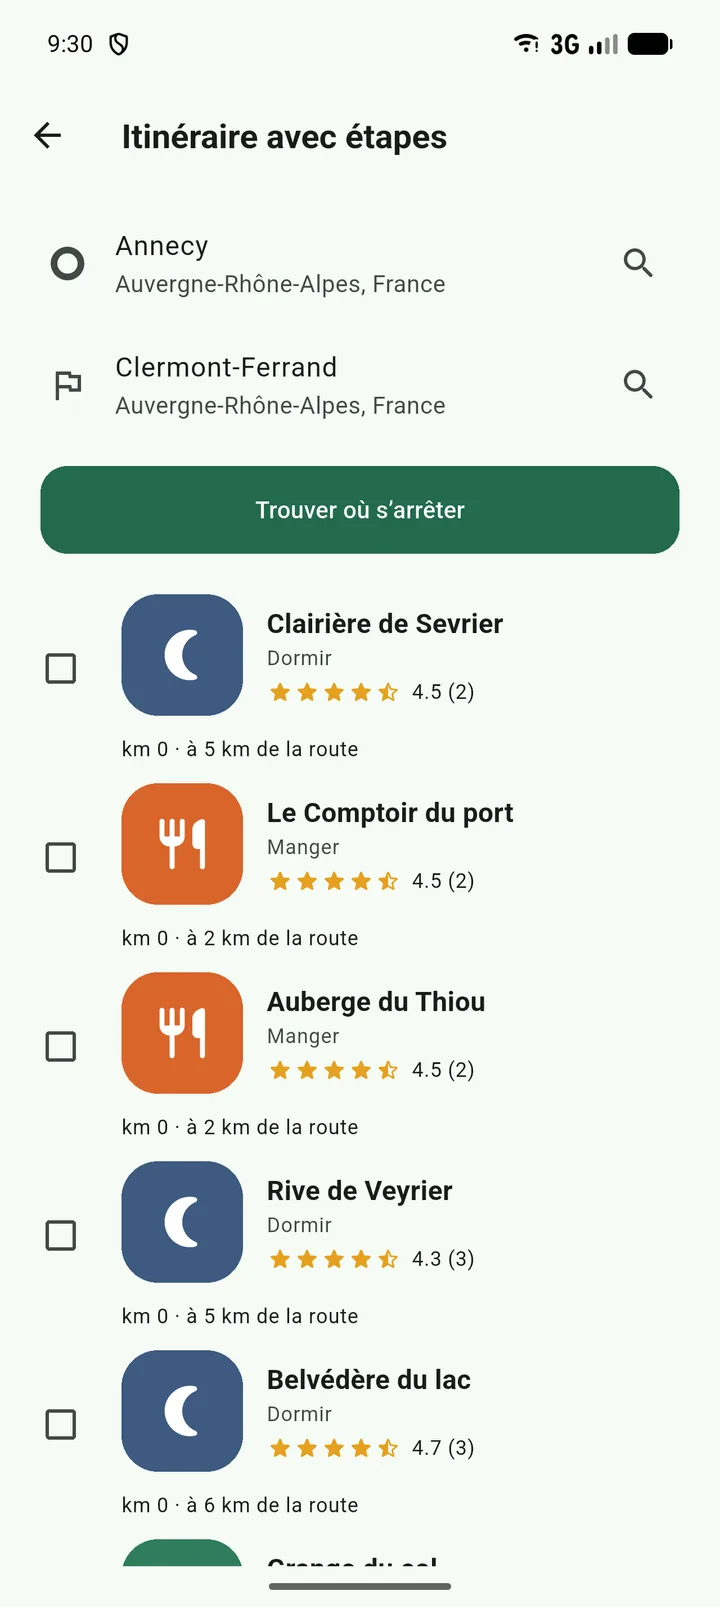 9:30
3G
Itinéraire avec étapes
Annecy
Auvergne-Rhône-Alpes, France
Clermont-Ferrand
Auvergne-Rhône-Alpes, France
Trouver où s’arrêter
Clairière de Sevrier
Dormir
4.5 (2)
km 0 · à 5 km de la route
Le Comptoir du port
Manger
4.5 (2)
km 0 · à 2 km de la route
Auberge du Thiou
Manger
4.5 (2)
km 0 · à 2 km de la route
Rive de Veyrier
Dormir
4.3 (3)
km 0 · à 5 km de la route
Belvédère du lac
Dormir
4.7 (3)
km 0 · à 6 km de la route